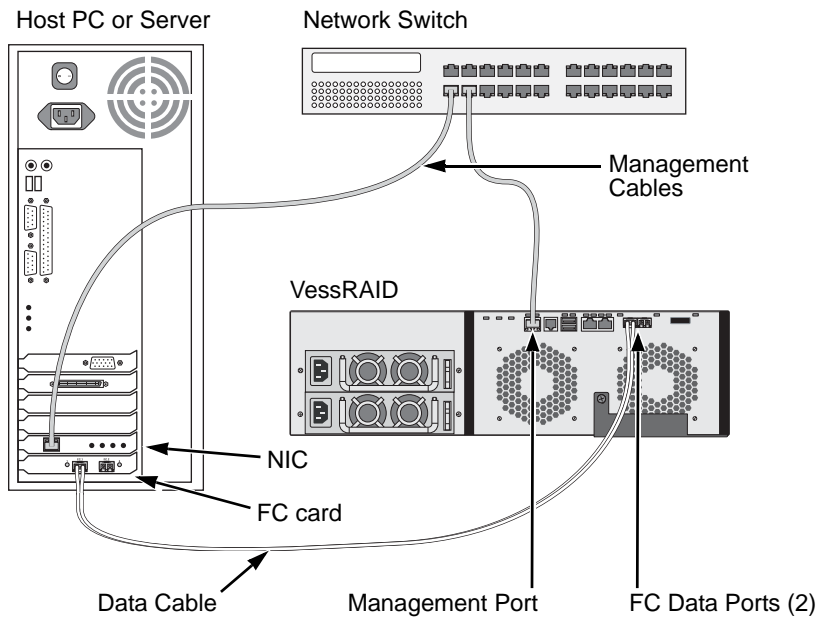 Host PC or Server
Network Switch
Management
Cables
VessRAID
NIC
FC card
Data Cable
Management Port
FC Data Ports (2)